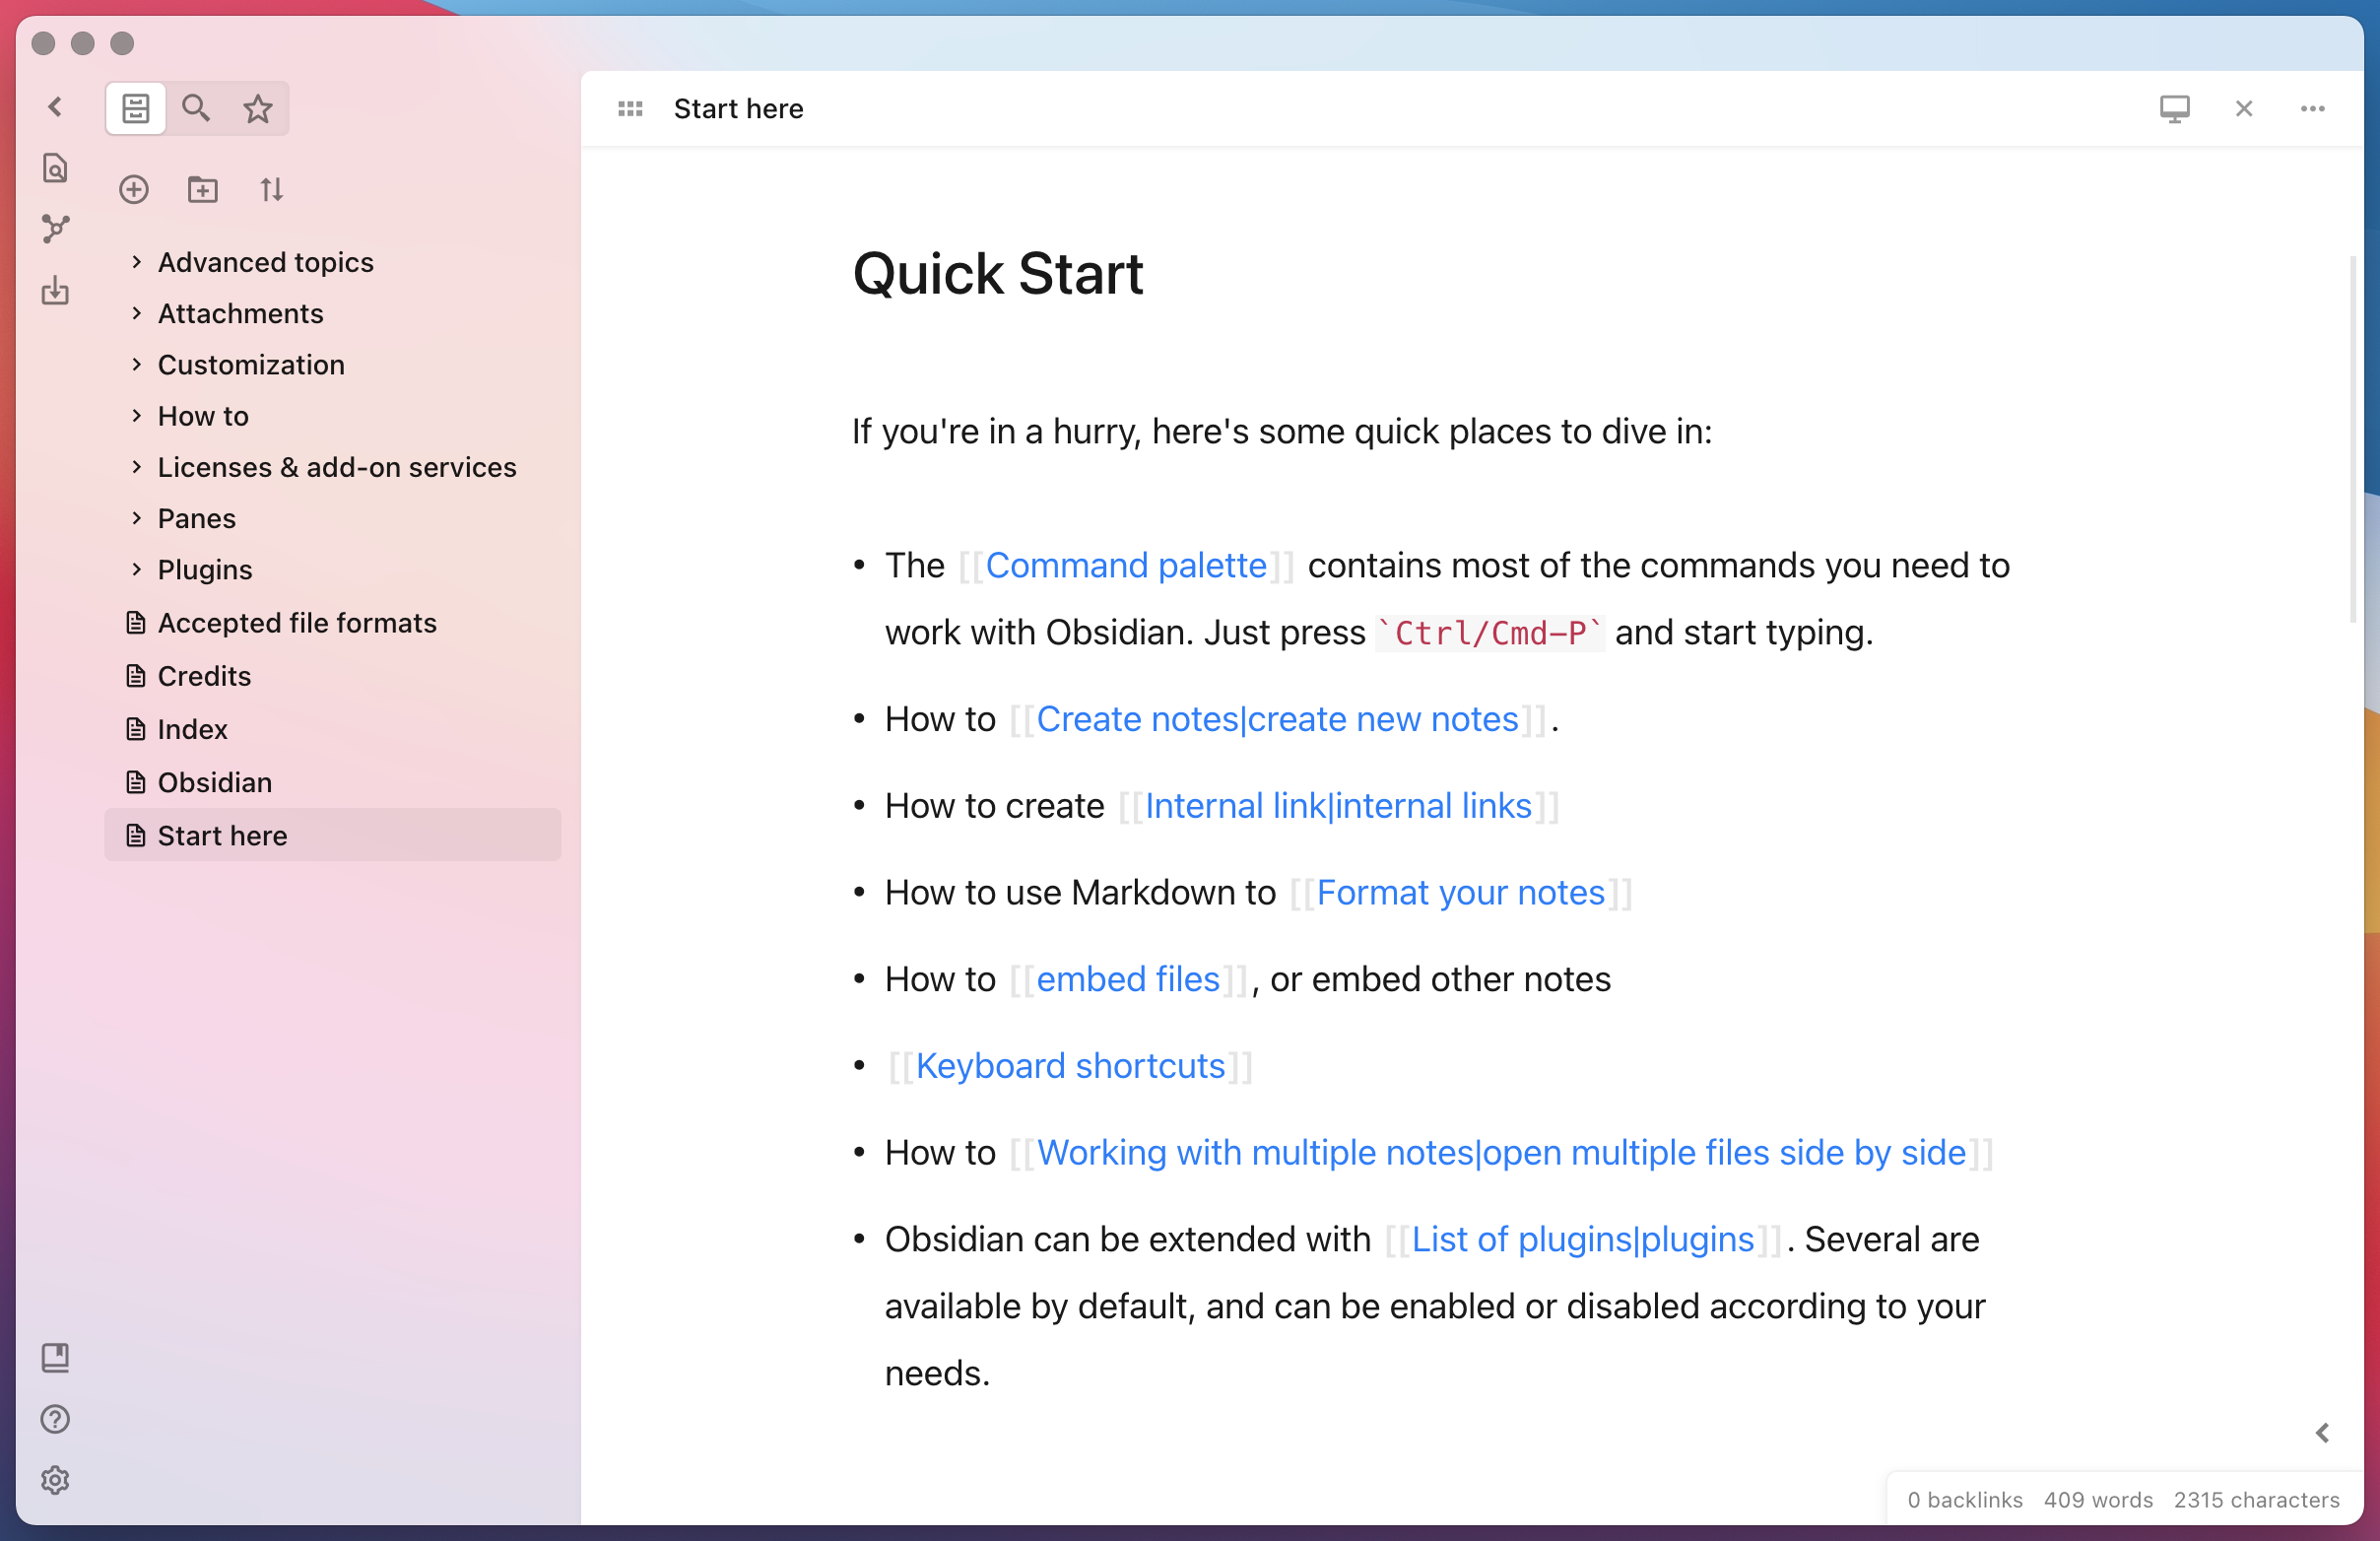 Start here
Advanced topics
Attachments
Customization
How to
Licenses & add-on services
Panes
Plugins
Accepted file formats
Credits
Index
Obsidian
Start here
Quick Start
If you're in a hurry, here's some quick places to dive in:
• The [[Command palette]] contains most of the commands you need to
work with Obsidian. Just press `Ctrl/Cmd-P` and start typing.
• How to [[Create notes|create new notes]].
• How to create [[Internal link|internal links]]
• How to use Markdown to [[Format your notes]]
• How to [[embed files]], or embed other notes
• [[Keyboard shortcuts]]
• How to [[Working with multiple notes|open multiple files side by side]]
• Obsidian can be extended with [[List of plugins|plugins]]. Several are
available by default, and can be enabled or disabled according to your
needs.
0 backlinks 409 words 2315 characters